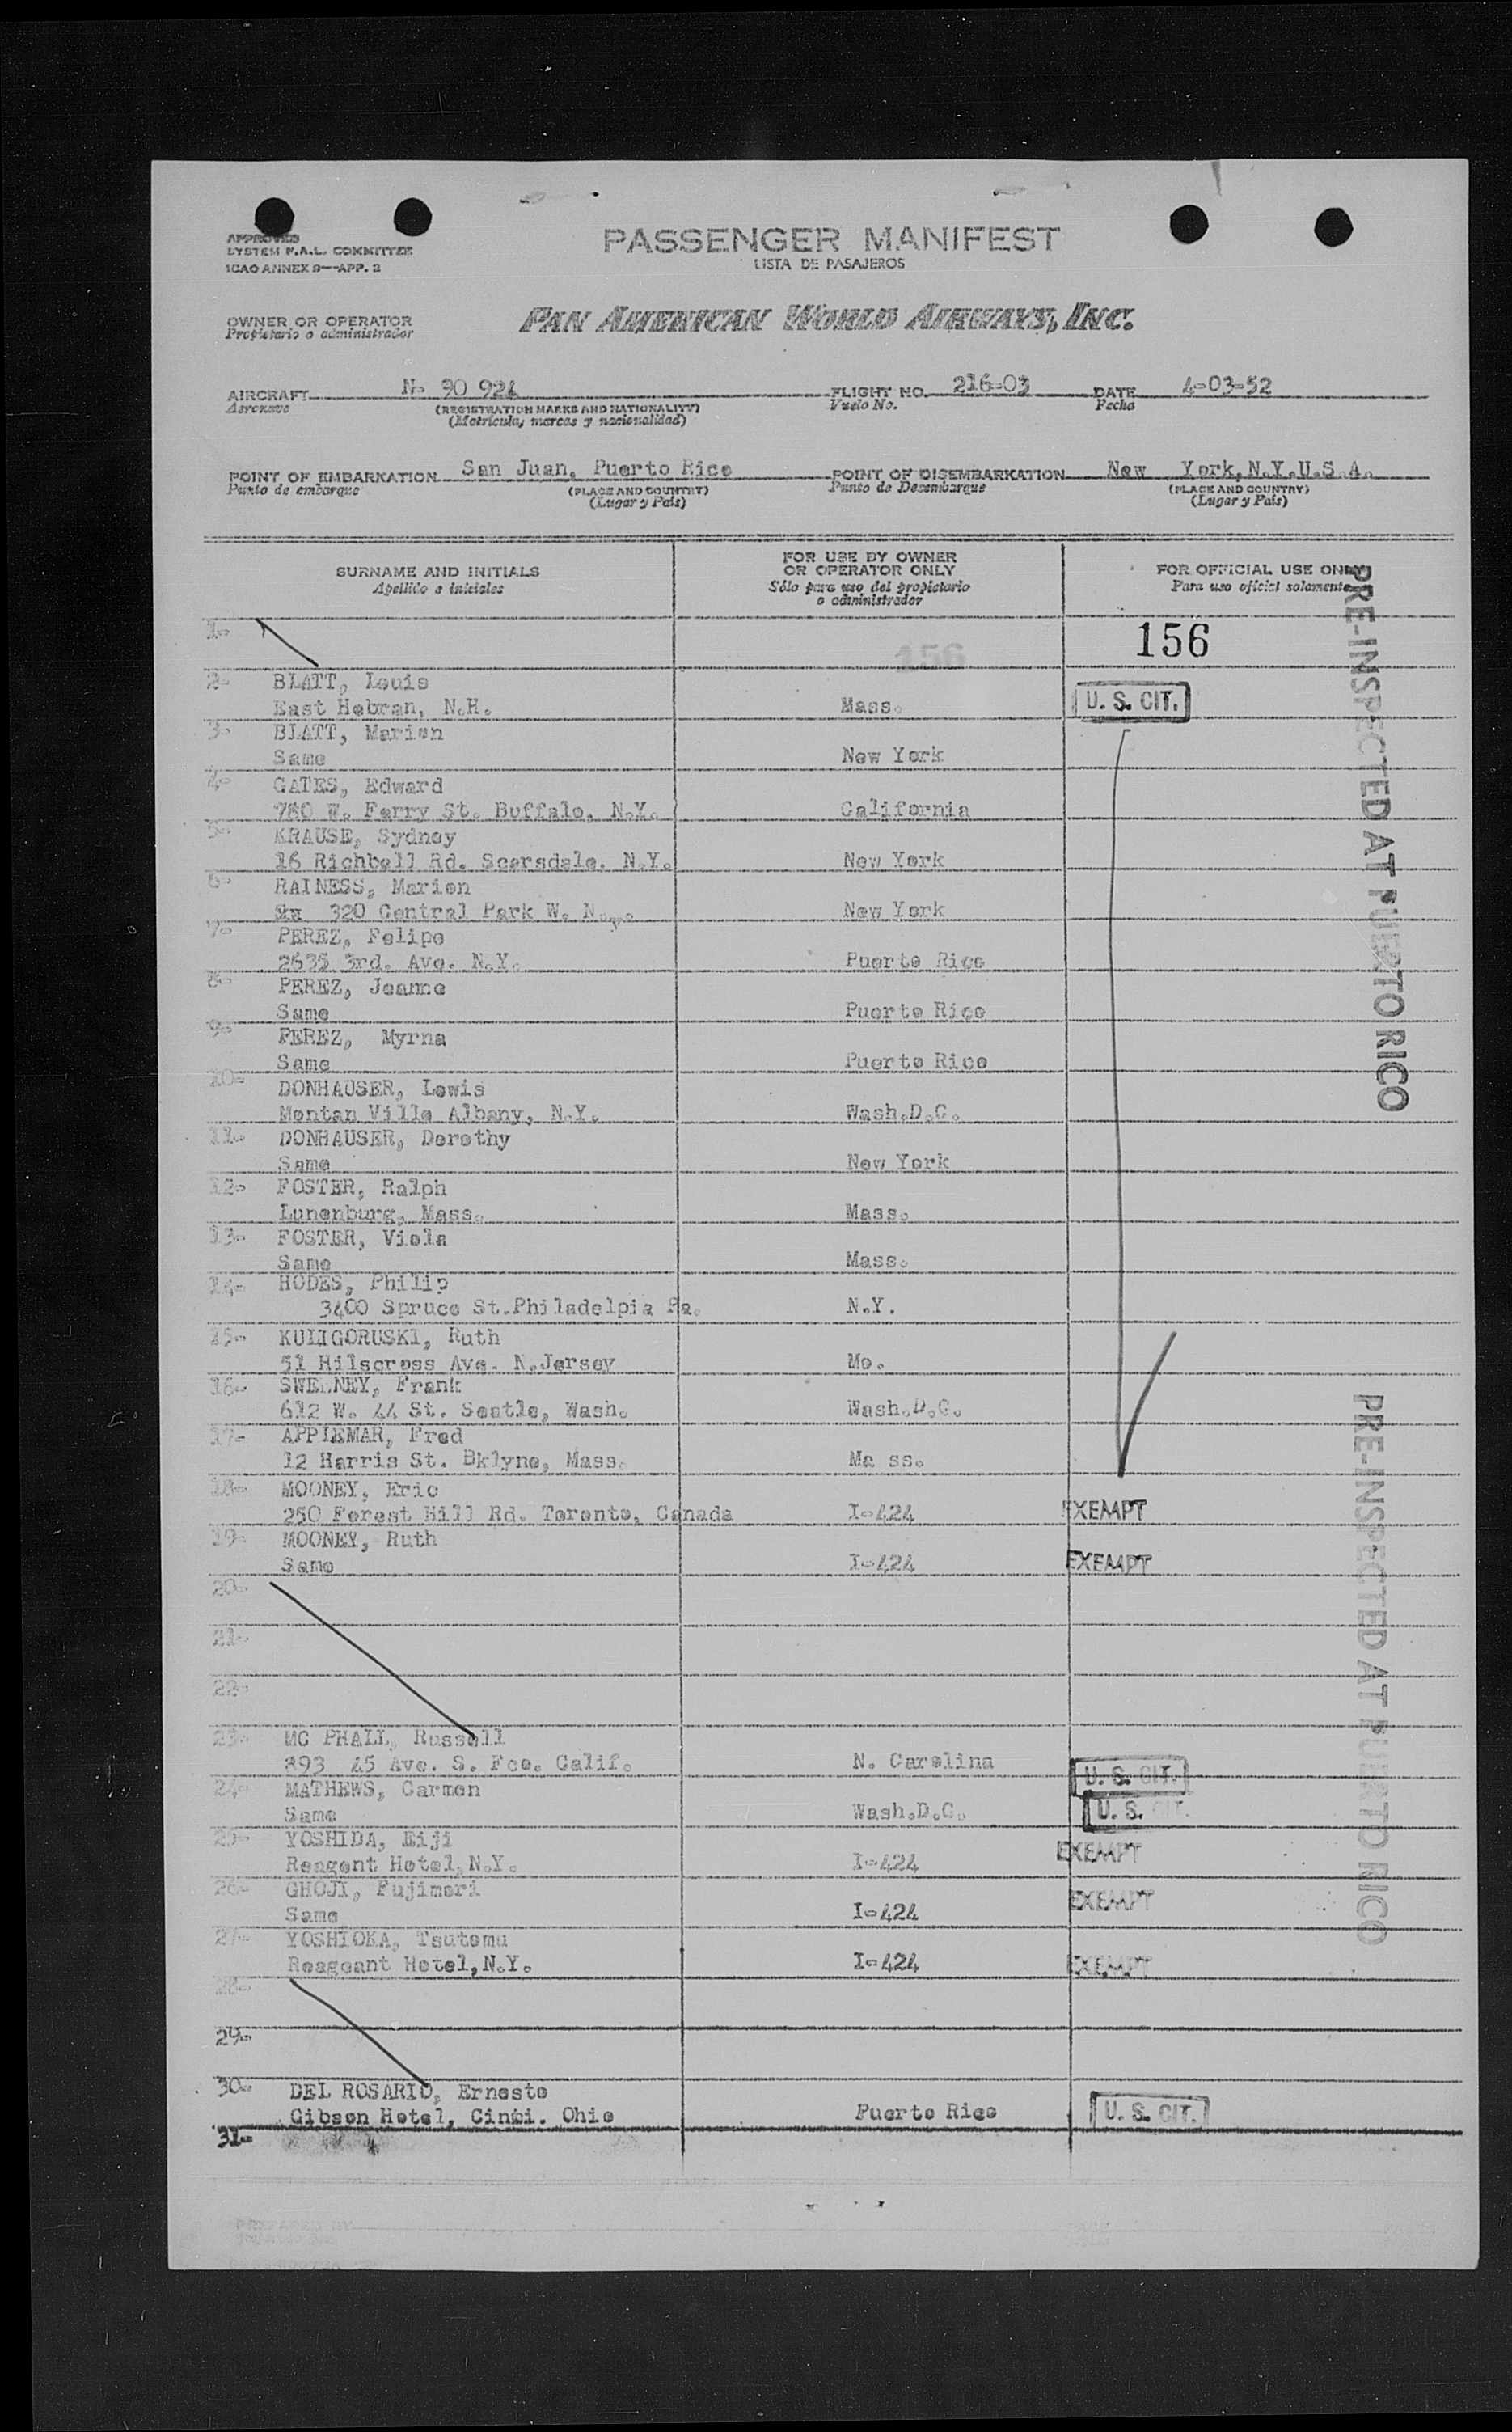 APPROVED
SYSTEM F.A.L. COMMITTEE
ICAO ANNEX 9—APP. 2
PASSENGER MANIFEST
LISTA DE PASAJEROS
OWNER OR OPERATOR
Propietario o administrador
PAN AMERICAN WORLD AIRWAYS, INC.
AIRCRAFT N- 90 924 FLIGHT NO. 216-03 DATE 4-03-52
Aeronave (REGISTRATION MARKS AND NATIONALITY) Vuelo No. Fecha
(Matricula, marcas y nacionalidad)
POINT OF EMBARKATION San Juan, Puerto Rico POINT OF DISEMBARKATION New York, N.Y.U.S.A.
Punto de embarque (PLACE AND COUNTRY) Punto de Desembarque (PLACE AND COUNTRY)
(Lugar y País) (Lugar y País)
SURNAME AND INITIALS
Apellido e iniciales
FOR USE BY OWNER
OR OPERATOR ONLY
Sólo para uso del propietario
o administrador
FOR OFFICIAL USE ONLY
Para uso oficial solamente
1-
156 156
2- BLATT, Louis
East Hebran, N.H. Mass. U. S. CIT.
3- BLATT, Marion
Same New York
4- GATES, Edward
780 W. Ferry St. Buffalo, N.Y. California
5- KRAUSE, Sydney
16 Richbell Rd. Scarsdale. N.Y. New York
6- RAINESS, Marion
320 Central Park W. N.Y. New York
7- PEREZ, Felipe
2635 3rd. Ave. N.Y. Puerto Rico
8- PEREZ, Jeanne
Same Puerto Rico
9- PEREZ, Myrna
Same Puerto Rico
10- DONHAUSER, Lewis
Mentan Ville Albany, N.Y. Wash.D.C.
11- DONHAUSER, Dorothy
Same New York
12- FOSTER, Ralph
Lunenburg, Mass. Mass.
13- FOSTER, Viola
Same Mass.
14- HODES, Philip
3400 Spruce St.Philadelpia Pa. N.Y.
15- KULIGORUSKI, Ruth
51 Hilscress Ave. N.Jersey Mo.
16- SWEENEY, Frank
612 W. 44 St. Seatle, Wash. Wash.D.C.
17- APPLEMAR, Fred
12 Harris St. Bklyne, Mass. Ma ss.
18- MOONEY, Eric
250 Forest Hill Rd. Toronto, Canada I-424 EXEMPT
19- MOONEY, Ruth
Same I-424 EXEMPT
20-
21-
22-
23- MC PHALL, Russell
893 45 Ave. S. Fco. Calif. N. Carolina U. S. CIT.
24- MATHEWS, Carmen
Same Wash.D.C. U. S. CIT.
25- YOSHIDA, Eiji
Reagent Hotel, N.Y. I-424 EXEMPT
26- GHOJI, Fujimori
Same I-424 EXEMPT
27- YOSHIOKA, Tsutomu
Reageant Hotel,N.Y. I-424 EXEMPT
28-
29-
30- DEL ROSARIO, Ernesto
Gibson Hotel, Cinci. Ohio Puerto Rico U. S. CIT.
31-
PRE-INSPECTED AT PUERTO RICO
PRE-INSPECTED AT PUERTO RICO